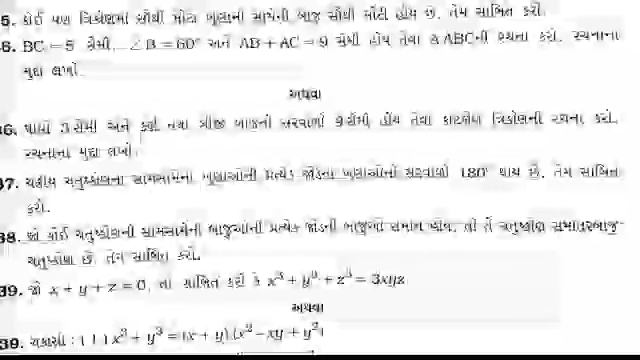 5. કોઈ પણ ત્રિકોણમાં સૌથી મોટા ખૂણાની સામેની બાજુ સૌથી મોટી હોય છે. તેમ સાબિત કરો.
6. BC = 5 સેમી, ∠B = 60° અને AB + AC = 9 સેમી હોય તેવા ΔABCની રચના કરો. રચનાના
મુદ્દા લખો.
અથવા
36. પાયો 3 સેમી અને કર્ણ તથા ત્રીજી બાજુનો સરવાળો 9 સેમી હોય તેવા કાટકોણ ત્રિકોણની રચના કરો.
રચનાના મુદ્દા લખો.
37. ચક્રીય ચતુષ્કોણના સામસામેના ખૂણાઓની પ્રત્યેક જોડના ખૂણાઓનો સરવાળો 180° થાય છે. તેમ સાબિત
કરો.
38. જો કોઈ ચતુષ્કોણની સામસામેની બાજુઓની પ્રત્યેક જોડની બાજુઓ સમાન હોય, તો તે ચતુષ્કોણ સમાંતરબાજુ-
ચતુષ્કોણ છે. તેમ સાબિત કરો.
39. જો x + y + z = 0, તો સાબિત કરો કે x³ + y³ + z³ = 3xyz
અથવા
39. ચકાસો : (1) x³ + y³ = (x + y) (x² – xy + y²)